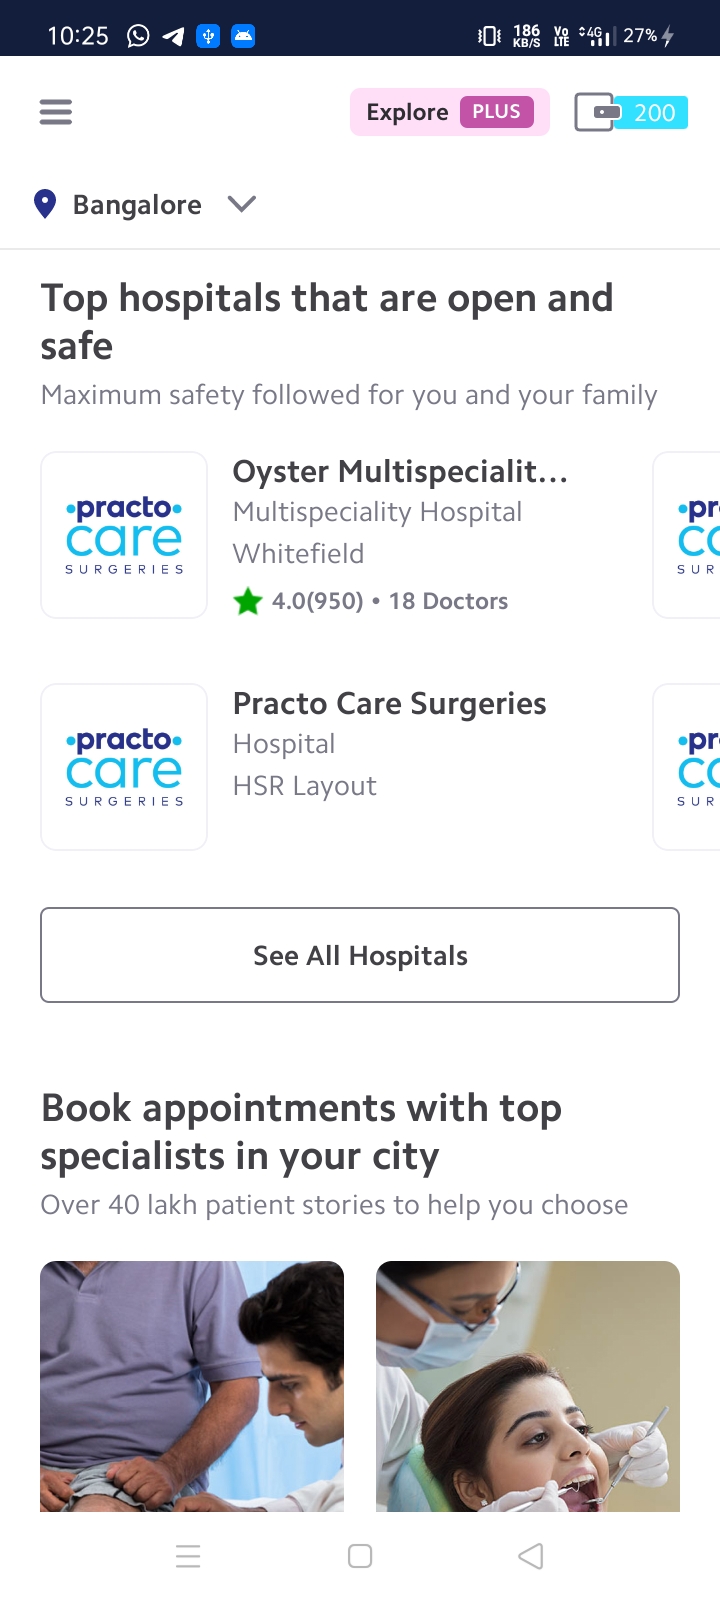 10:25
186 KB/S
Vo LTE
4G
27%
Explore PLUS
200
Bangalore
Top hospitals that are open and
safe
Maximum safety followed for you and your family
practo
care
SURGERIES
Oyster Multispecialit...
Multispeciality Hospital
Whitefield
4.0(950) • 18 Doctors
pr
SUR
practo
care
SURGERIES
Practo Care Surgeries
Hospital
HSR Layout
pr
SUR
See All Hospitals
Book appointments with top
specialists in your city
Over 40 lakh patient stories to help you choose